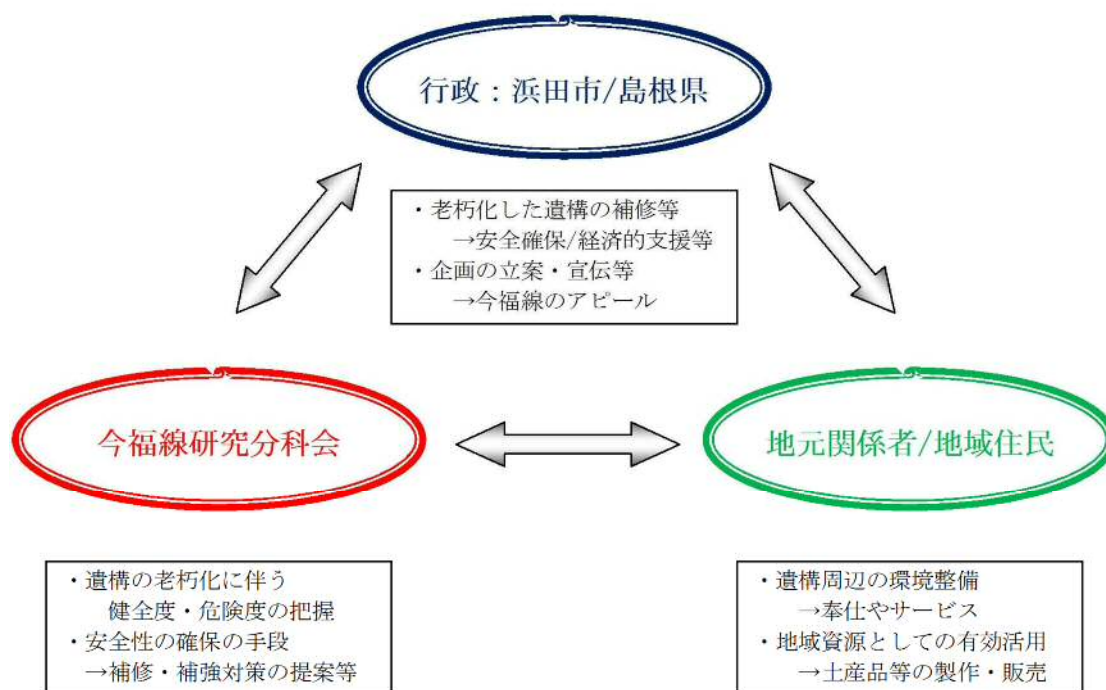 行政：浜田市/島根県
・老朽化した遺構の補修等
→安全確保/経済的支援等
・企画の立案・宣伝等
→今福線のアピール
今福線研究分科会
地元関係者/地域住民
・遺構の老朽化に伴う
健全度・危険度の把握
・安全性の確保の手段
→補修・補強対策の提案等
・遺構周辺の環境整備
→奉仕やサービス
・地域資源としての有効活用
→土産品等の製作・販売